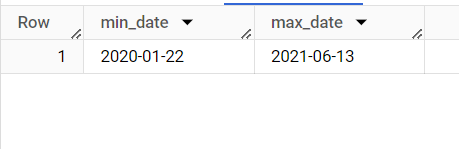 Row min_date max_date
1 2020-01-22 2021-06-13